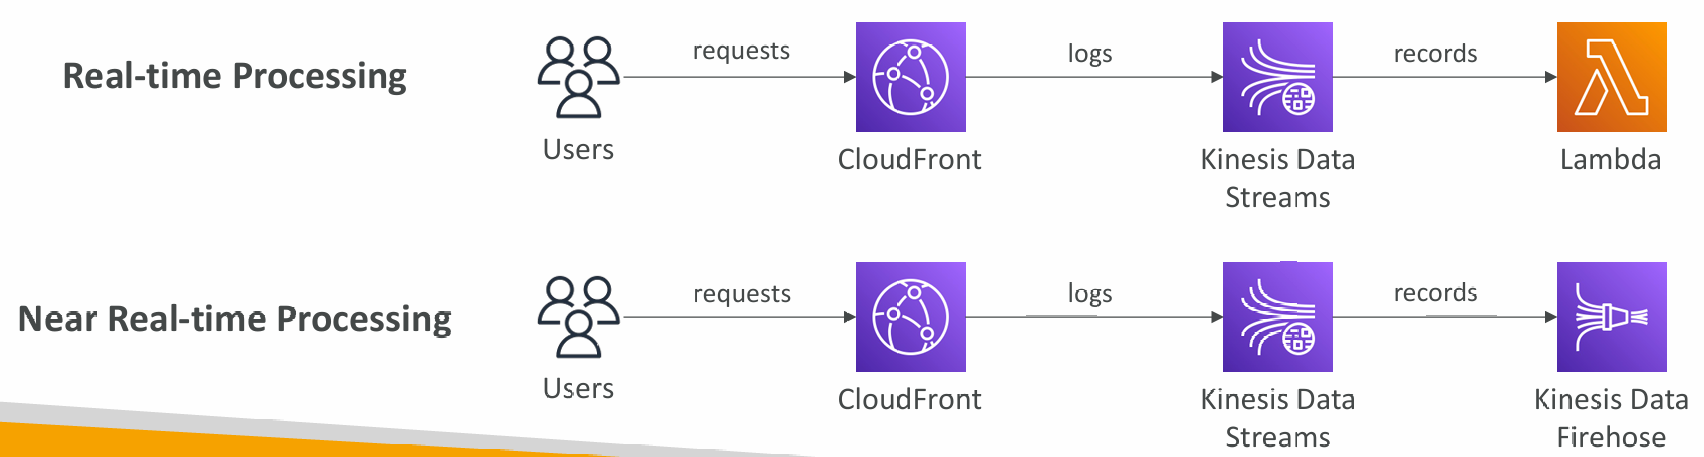 Real-time Processing
requests
logs
records
Users
CloudFront
Kinesis Data
Streams
Lambda
Near Real-time Processing
requests
logs
records
Users
CloudFront
Kinesis Data
Streams
Kinesis Data
Firehose